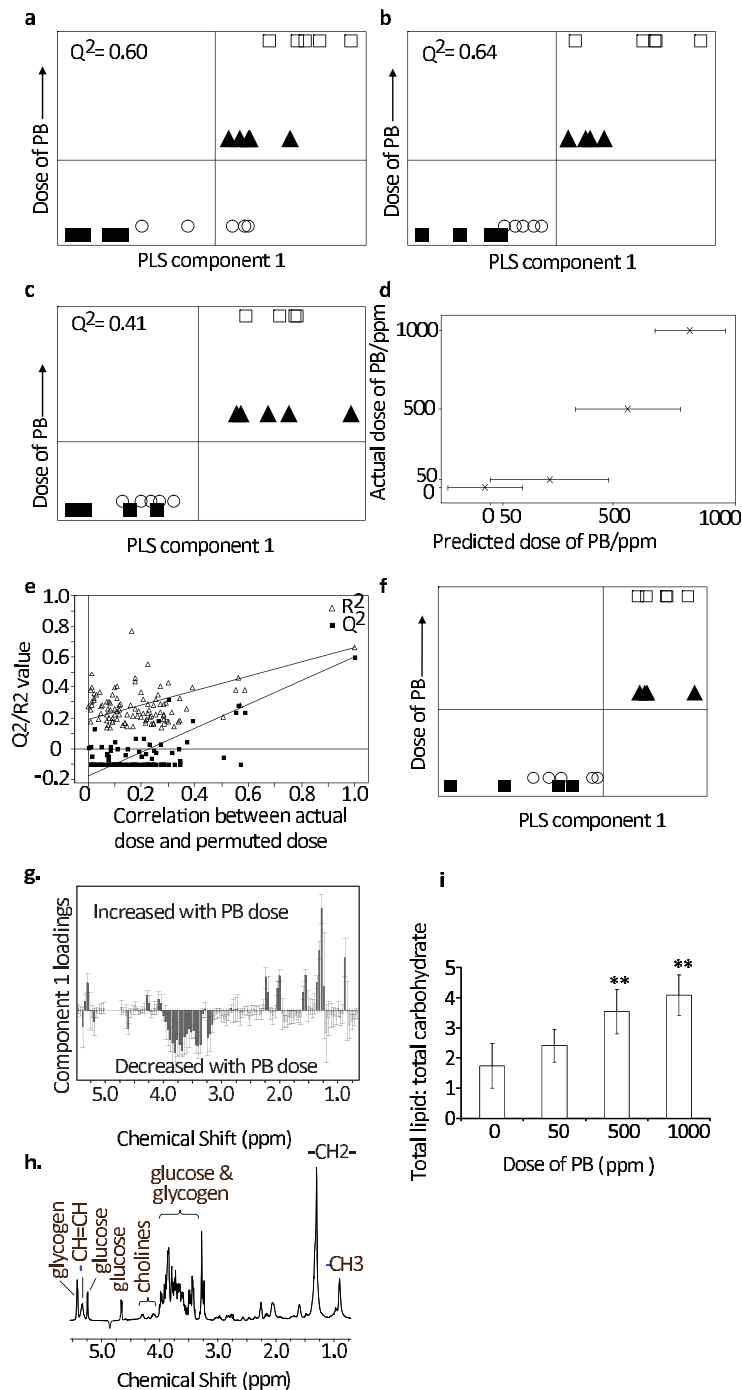 a
Q2= 0.60
Dose of PB
PLS component 1
b
Q2= 0.64
Dose of PB
PLS component 1
c
Q2= 0.41
Dose of PB
PLS component 1
d
Actual dose of PB/ppm
1000
500
50
0
0 50 500 1000
Predicted dose of PB/ppm
e
Q2/R2 value
1.0
0.8
0.6
0.4
0.2
0
-0.2
R2
Q2
0 0.2 0.4 0.6 0.8 1.0
Correlation between actual
dose and permuted dose
f
Dose of PB
PLS component 1
g.
Component 1 loadings
Increased with PB dose
Decreased with PB dose
5.0 4.0 3.0 2.0 1.0
Chemical Shift (ppm)
h.
glycogen
CH=CH
glucose
glucose
cholines
glucose &
glycogen
-CH2-
-CH3
5.0 4.0 3.0 2.0 1.0
Chemical Shift (ppm)
i
Total lipid: total carbohydrate
5
4
3
2
1
0
**
**
0 50 500 1000
Dose of PB (ppm)